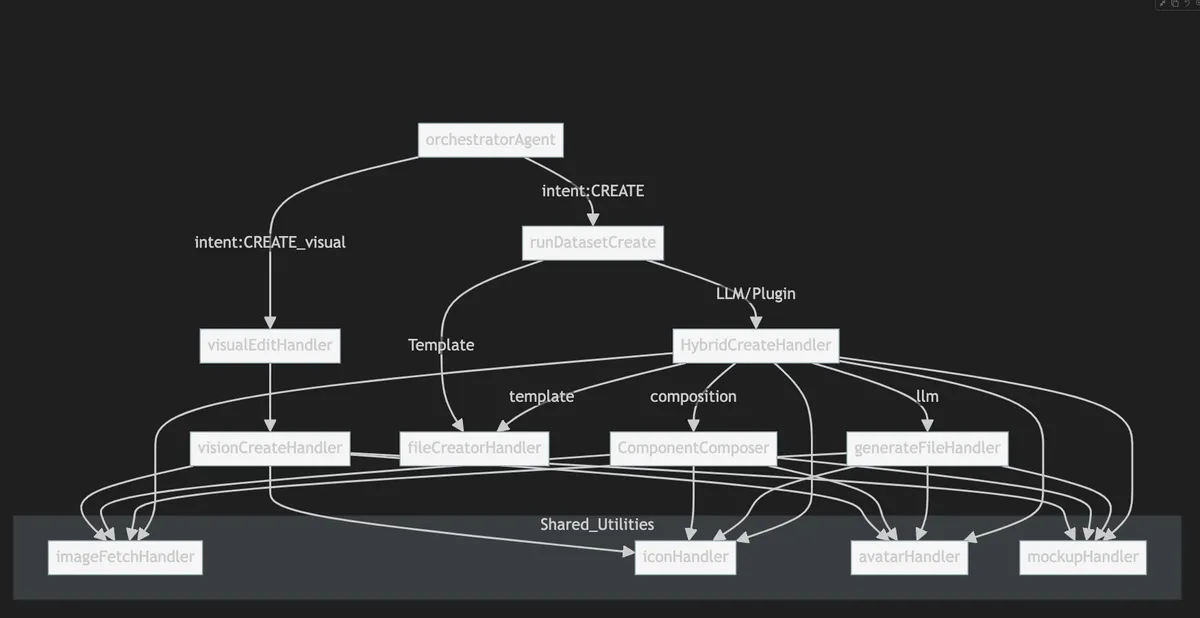 orchestratorAgent
intent:CREATE
intent:CREATE_visual
runDatasetCreate
LLM/Plugin
visualEditHandler
Template
HybridCreateHandler
template
composition
llm
visionCreateHandler
fileCreatorHandler
ComponentComposer
generateFileHandler
Shared_Utilities
imageFetchHandler
iconHandler
avatarHandler
mockupHandler